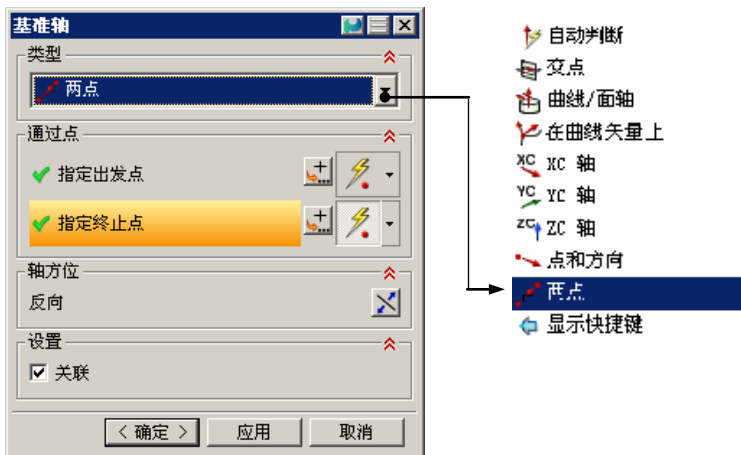 基准轴
类型
两点
通过点
指定出发点
指定终止点
轴方位
反向
设置
关联
< 确定 >
应用
取消
自动判断
交点
曲线/面轴
在曲线矢量上
XC XC 轴
YC YC 轴
ZC ZC 轴
点和方向
两点
显示快捷键